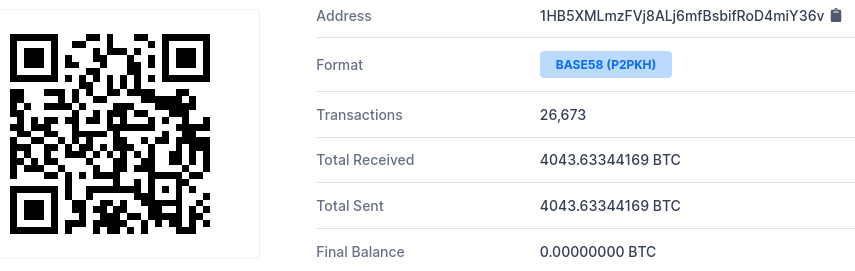 Address 1HB5XMLmzFVj8ALj6mfBsbifRoD4miY36v
Format BASE58 (P2PKH)
Transactions 26,673
Total Received 4043.63344169 BTC
Total Sent 4043.63344169 BTC
Final Balance 0.00000000 BTC